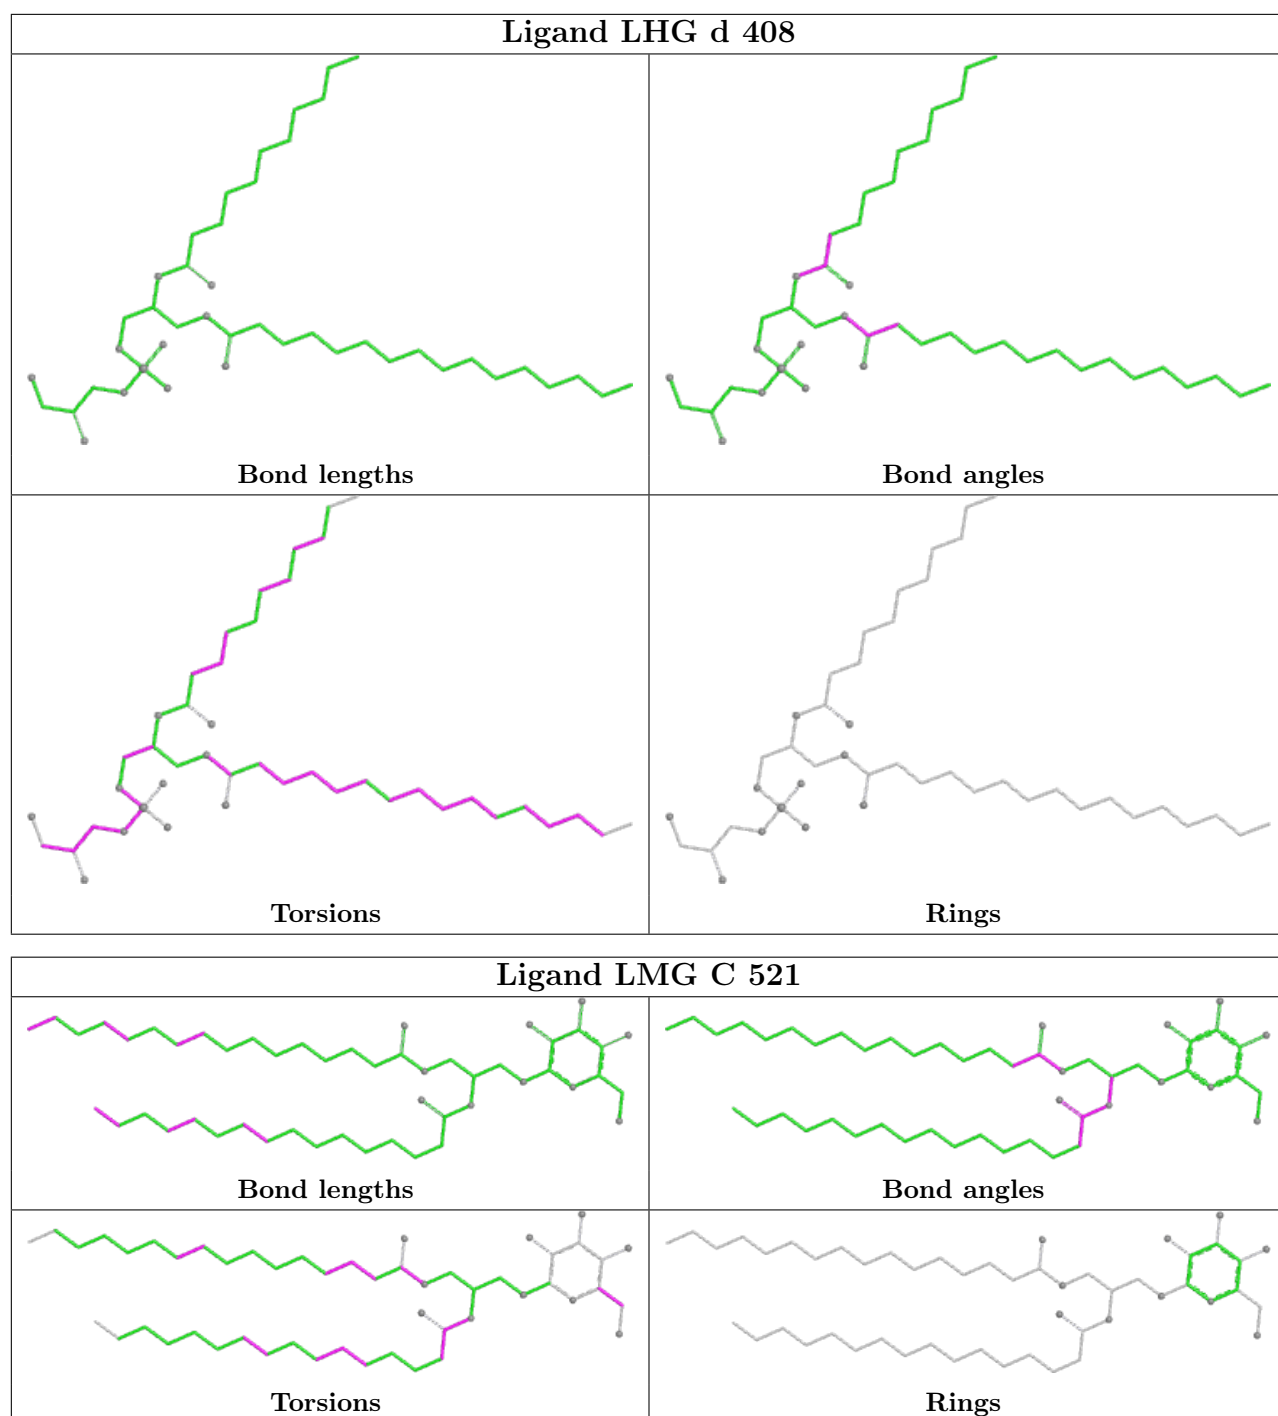 Ligand LHG d 408
Bond lengths
Bond angles
Torsions
Rings
Ligand LMG C 521
Bond lengths
Bond angles
Torsions
Rings